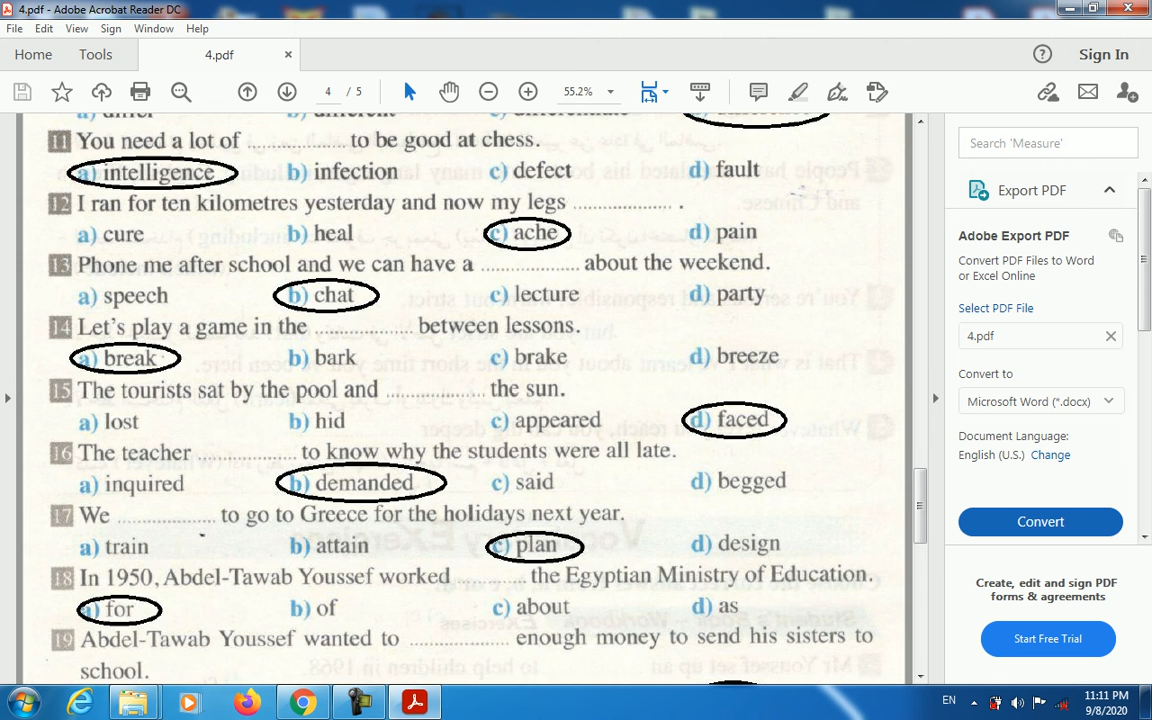 4.pdf - Adobe Acrobat Reader DC
File Edit View Sign Window Help
Home Tools 4.pdf × Sign In
4 / 5 55.2%
a) differ b) different c) differentiate
11 You need a lot of .................. to be good at chess.
a) intelligence b) infection c) defect d) fault
12 I ran for ten kilometres yesterday and now my legs .................. .
a) cure b) heal c) ache d) pain
13 Phone me after school and we can have a .................. about the weekend.
a) speech b) chat c) lecture d) party
14 Let's play a game in the .................. between lessons.
a) break b) bark c) brake d) breeze
15 The tourists sat by the pool and .................. the sun.
a) lost b) hid c) appeared d) faced
16 The teacher .................. to know why the students were all late.
a) inquired b) demanded c) said d) begged
17 We .................. to go to Greece for the holidays next year.
a) train b) attain c) plan d) design
18 In 1950, Abdel-Tawab Youssef worked ............ the Egyptian Ministry of Education.
a) for b) of c) about d) as
19 Abdel-Tawab Youssef wanted to .................. enough money to send his sisters to
school.
Search 'Measure'
Export PDF
Adobe Export PDF
Convert PDF Files to Word
or Excel Online
Select PDF File
4.pdf
Convert to
Microsoft Word (*.docx)
Document Language:
English (U.S.) Change
Convert
Create, edit and sign PDF
forms & agreements
Start Free Trial
EN 11:11 PM
9/8/2020